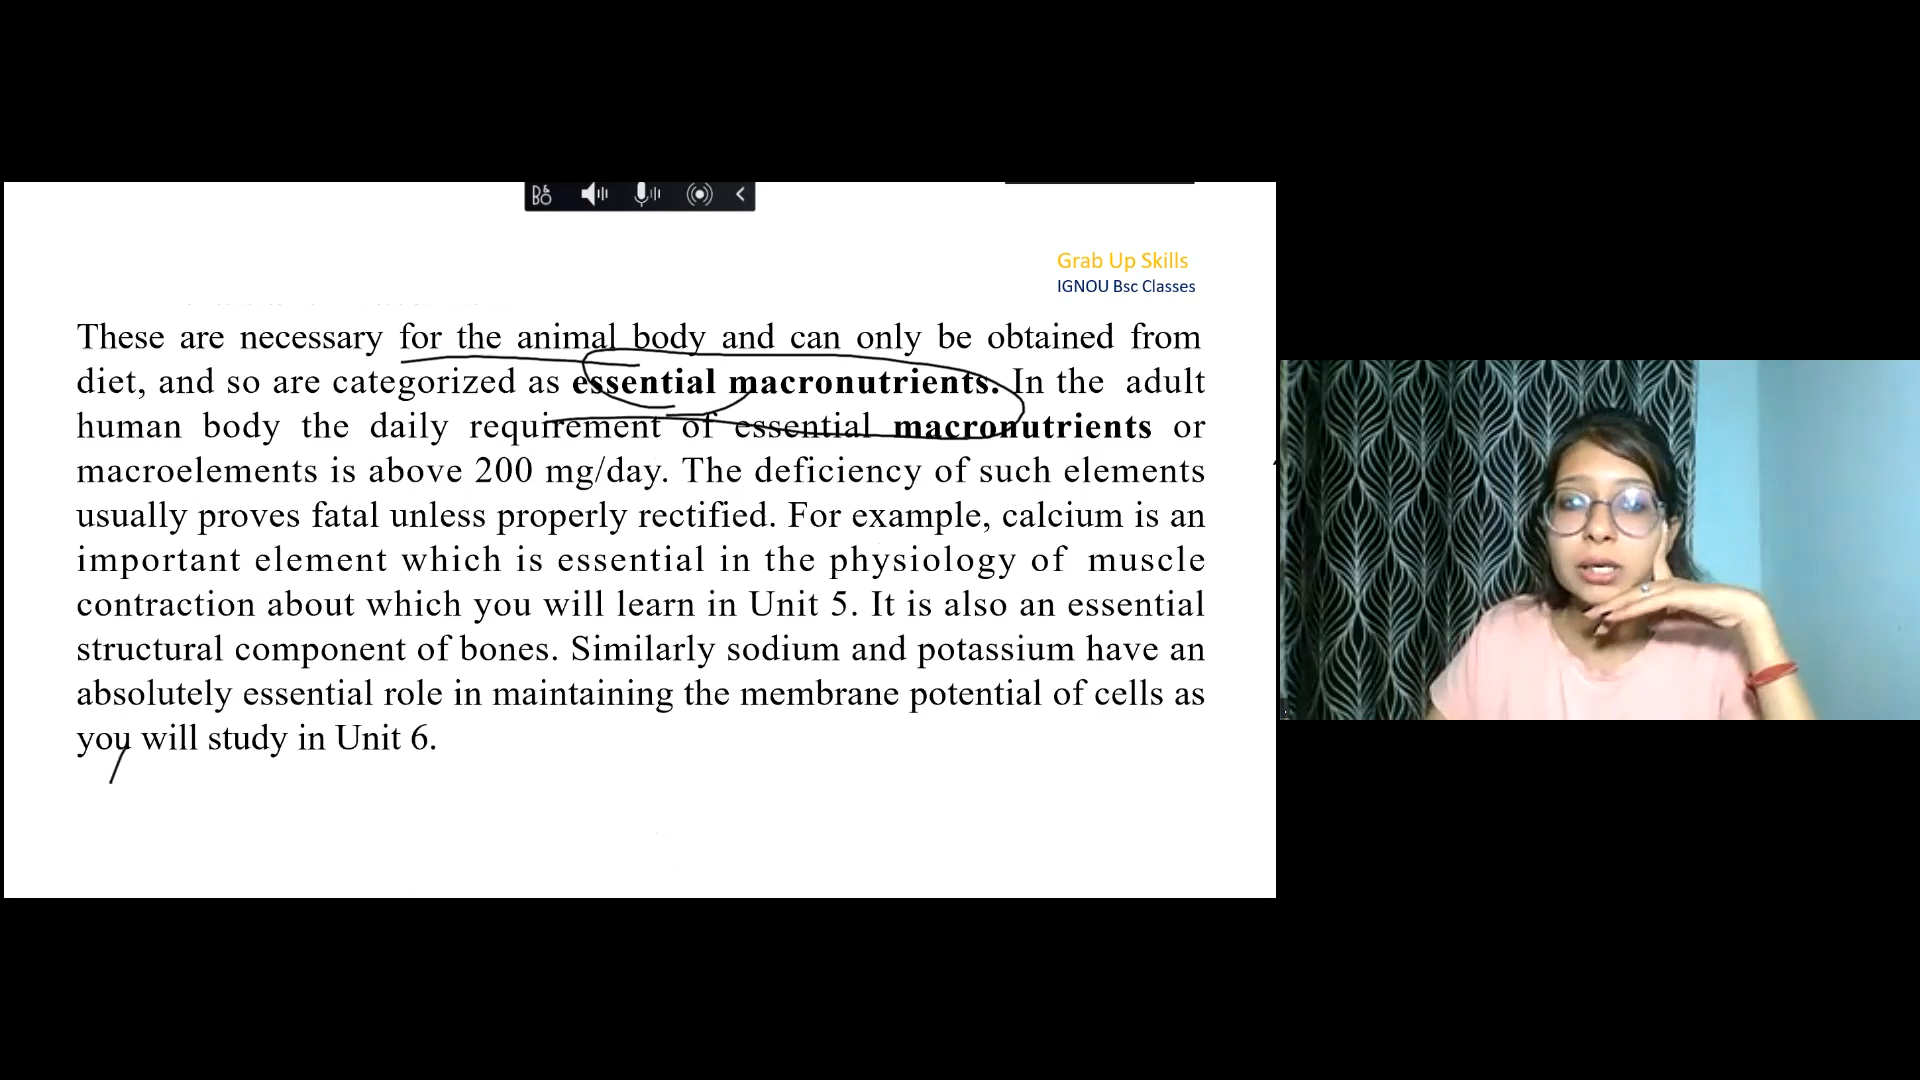 Grab Up Skills
IGNOU Bsc Classes
These are necessary for the animal body and can only be obtained from
diet, and so are categorized as essential macronutrients. In the adult
human body the daily requirement of essential macronutrients or
macroelements is above 200 mg/day. The deficiency of such elements
usually proves fatal unless properly rectified. For example, calcium is an
important element which is essential in the physiology of muscle
contraction about which you will learn in Unit 5. It is also an essential
structural component of bones. Similarly sodium and potassium have an
absolutely essential role in maintaining the membrane potential of cells as
you will study in Unit 6.